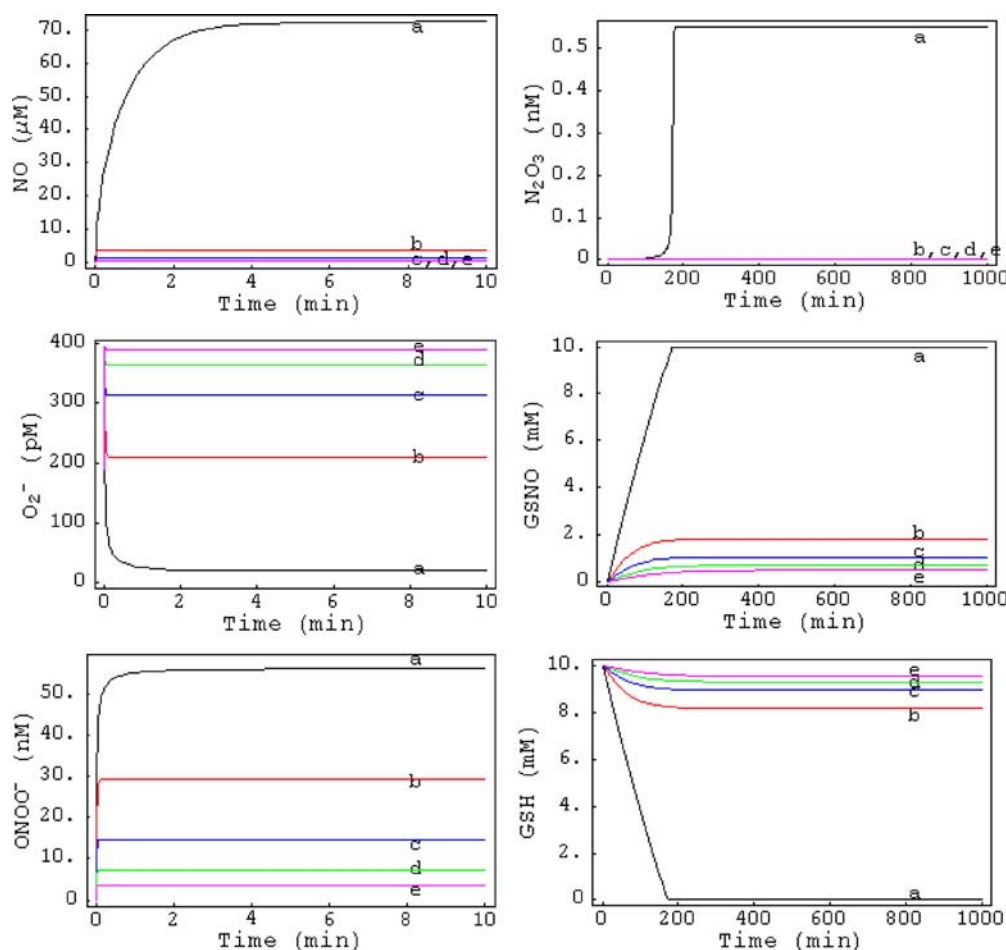 NO (μM)
70.
60.
50.
40.
30.
20.
10.
0
a
b
c,d,e
0 2 4 6 8 10
Time (min)
N₂O₃ (nM)
0.5
0.4
0.3
0.2
0.1
0
a
b,c,d,e
0 200 400 600 800 1000
Time (min)
O₂⁻ (pM)
400
300
200
100
0
e
d
c
b
a
0 2 4 6 8 10
Time (min)
GSNO (mM)
10.
8.
6.
4.
2.
0
a
b
c
d
e
0 200 400 600 800 1000
Time (min)
ONOO⁻ (nM)
50.
40.
30.
20.
10.
0
a
b
c
d
e
0 2 4 6 8 10
Time (min)
GSH (mM)
10.
8.
6.
4.
2.
0
e
d
c
b
a
0 200 400 600 800 1000
Time (min)